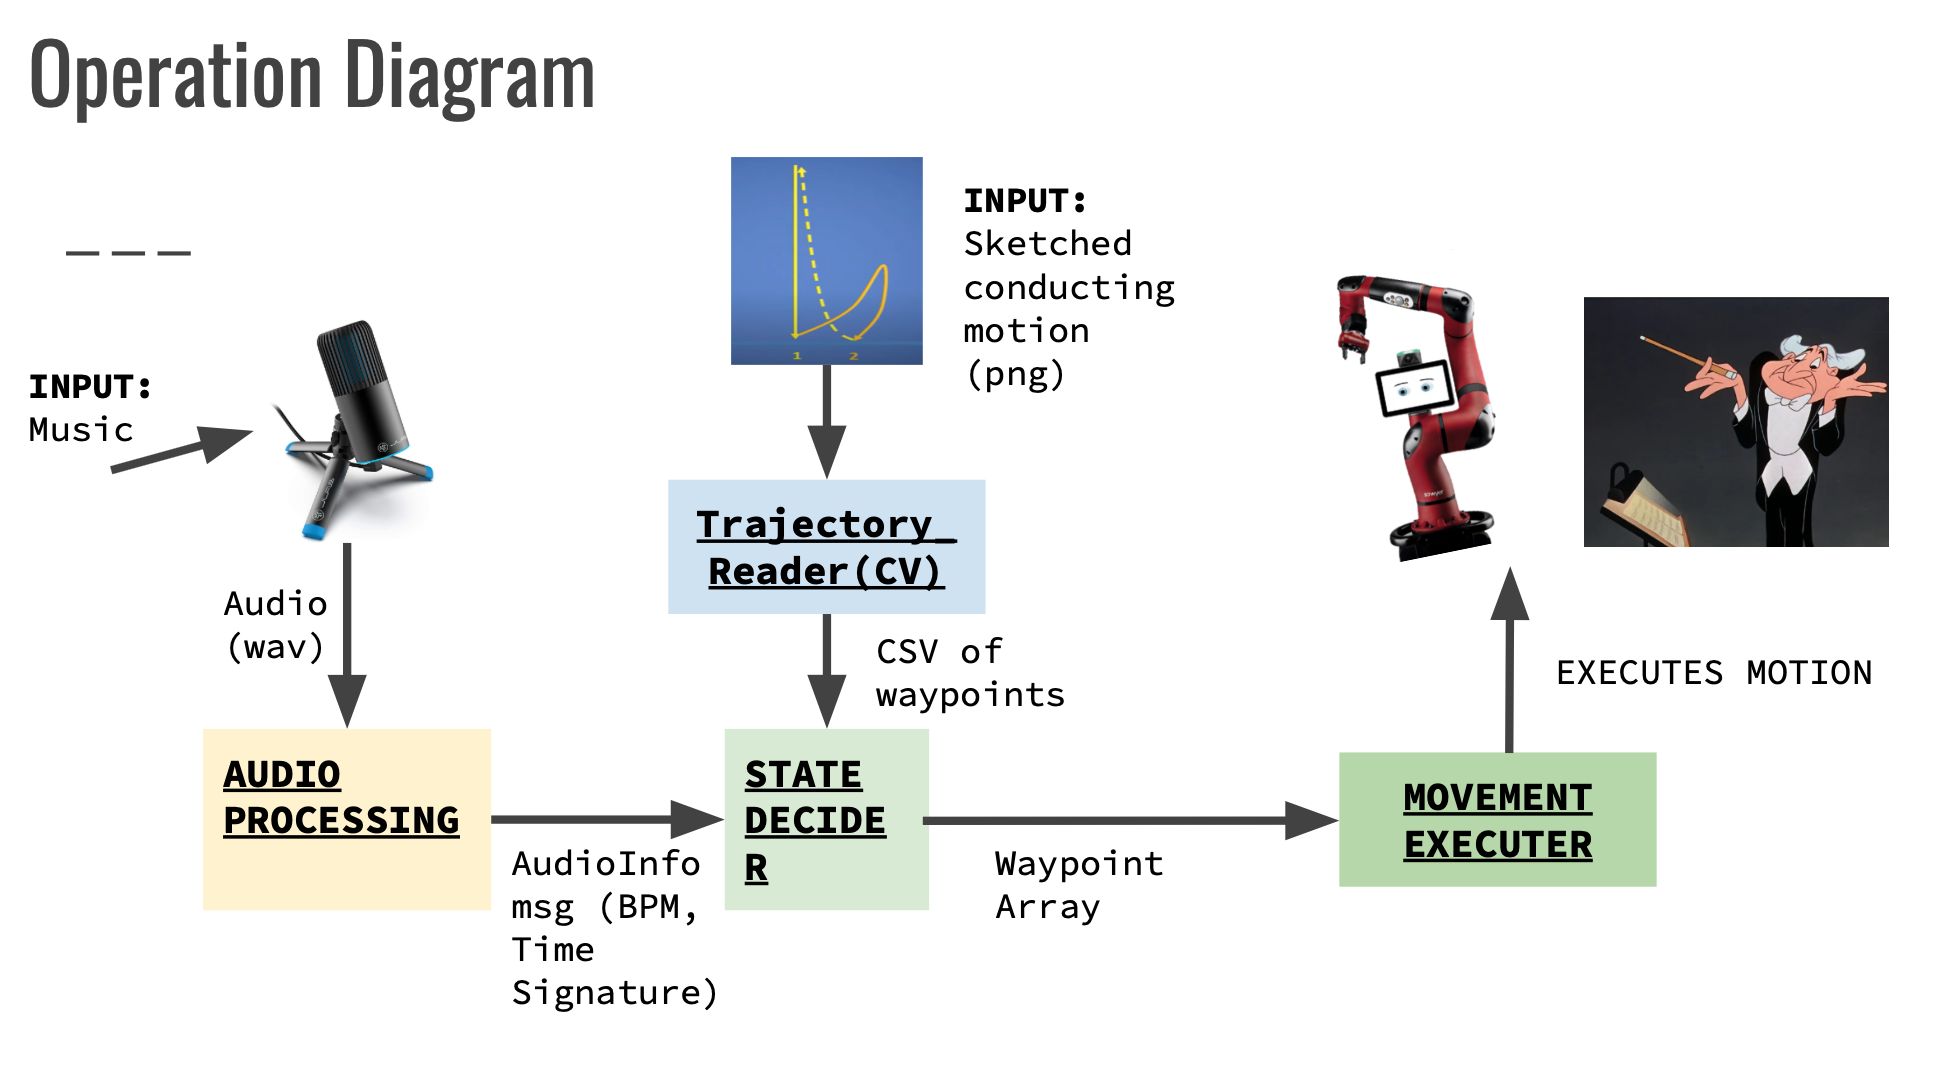 Operation Diagram
INPUT:
Music
Audio
(wav)
AUDIO
PROCESSING
AudioInfo
msg (BPM,
Time
Signature)
1 2
INPUT:
Sketched
conducting
motion
(png)
Trajectory_
Reader(CV)
CSV of
waypoints
STATE
DECIDE
R
Waypoint
Array
MOVEMENT
EXECUTER
EXECUTES MOTION